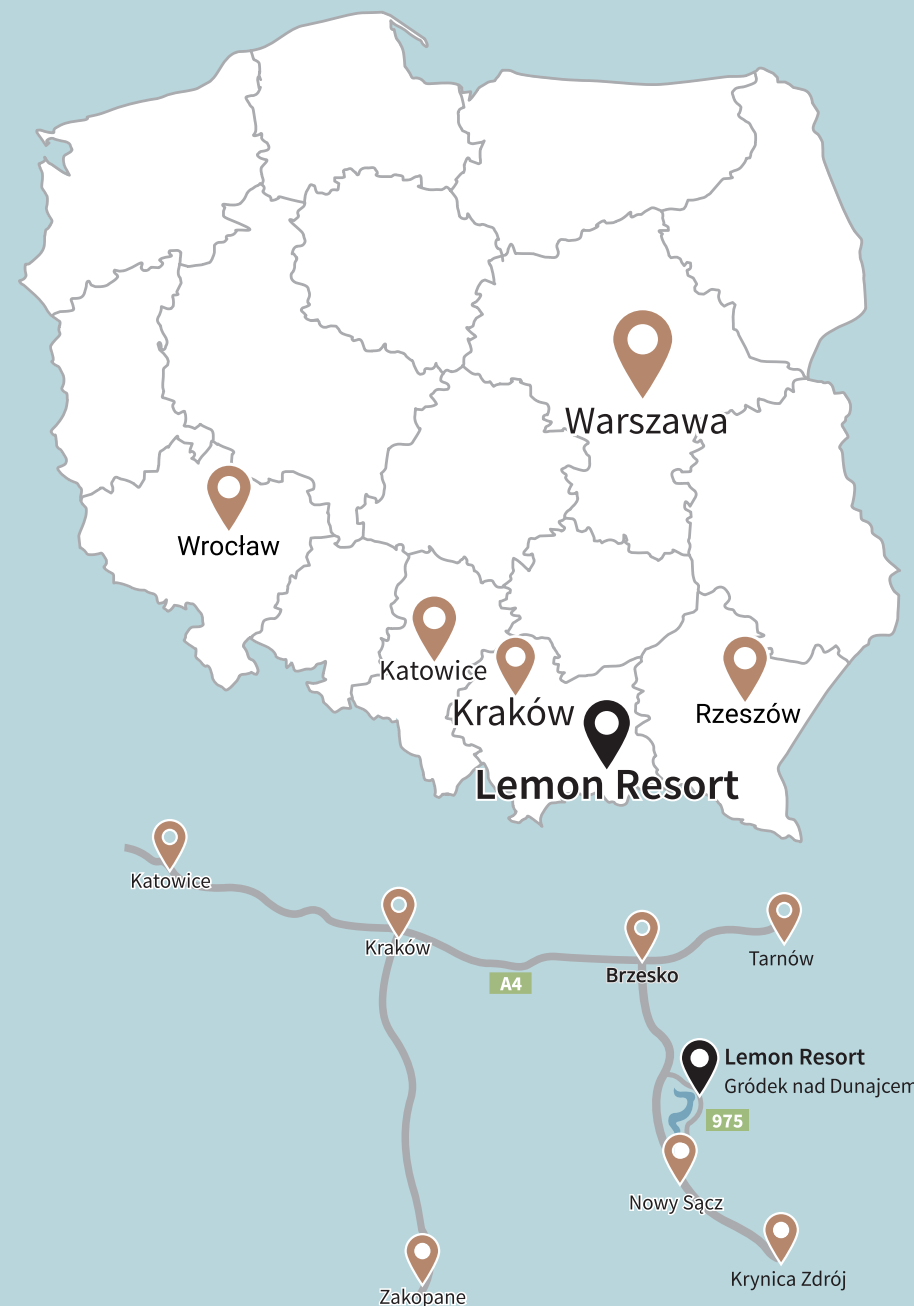 Warszawa
Wrocław
Katowice
Kraków
Rzeszów
Lemon Resort
Katowice
Kraków
Tarnów
Brzesko
A4
Lemon Resort
Gródek nad Dunajcem
975
Nowy Sącz
Krynica Zdrój
Zakopane